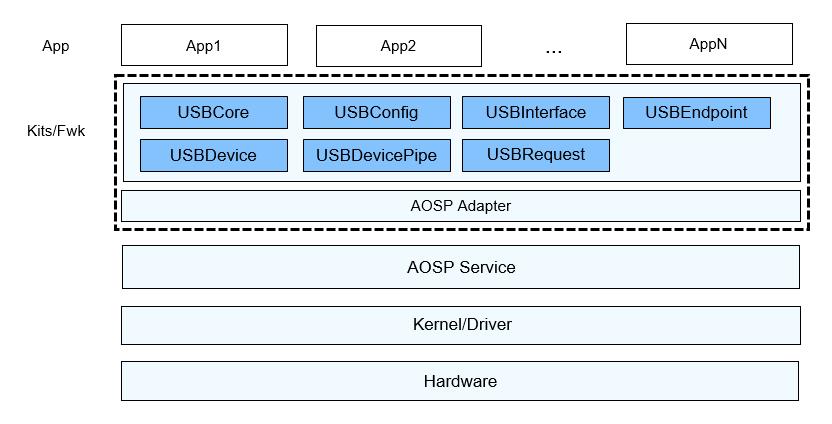 App
App1
App2
...
AppN
Kits/Fwk
USBCore
USBConfig
USBInterface
USBEndpoint
USBDevice
USBDevicePipe
USBRequest
AOSP Adapter
AOSP Service
Kernel/Driver
Hardware